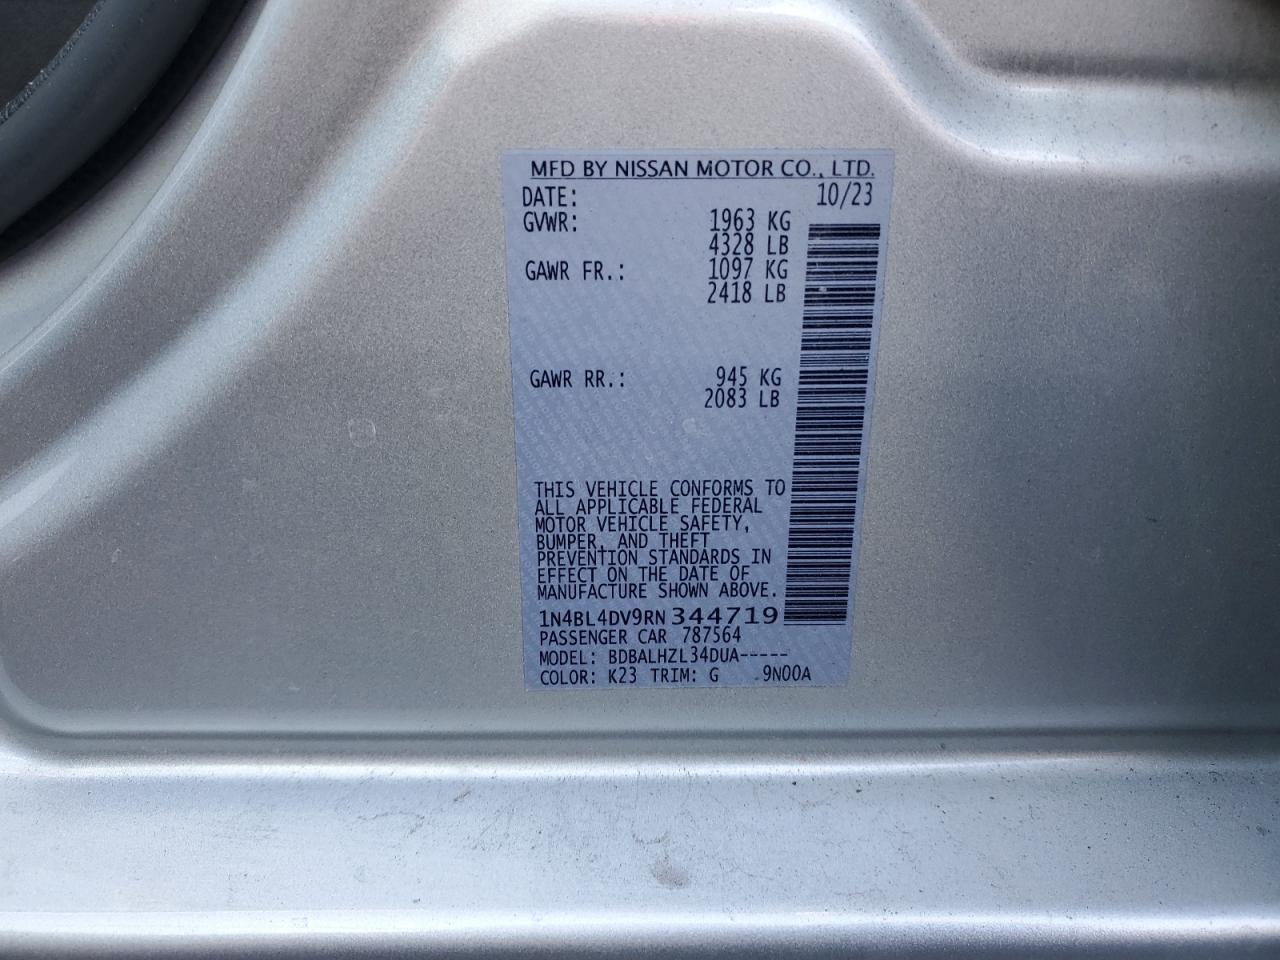 MFD BY NISSAN MOTOR CO., LTD.
DATE: 10/23
GVWR: 1963 KG
4328 LB
GAWR FR.: 1097 KG
2418 LB
GAWR RR.: 945 KG
2083 LB
THIS VEHICLE CONFORMS TO
ALL APPLICABLE FEDERAL
MOTOR VEHICLE SAFETY,
BUMPER, AND THEFT
PREVENTION STANDARDS IN
EFFECT ON THE DATE OF
MANUFACTURE SHOWN ABOVE.
1N4BL4DV9RN344719
PASSENGER CAR 787564
MODEL: BDBALHZL34DUA-----
COLOR: K23 TRIM: G 9N00A